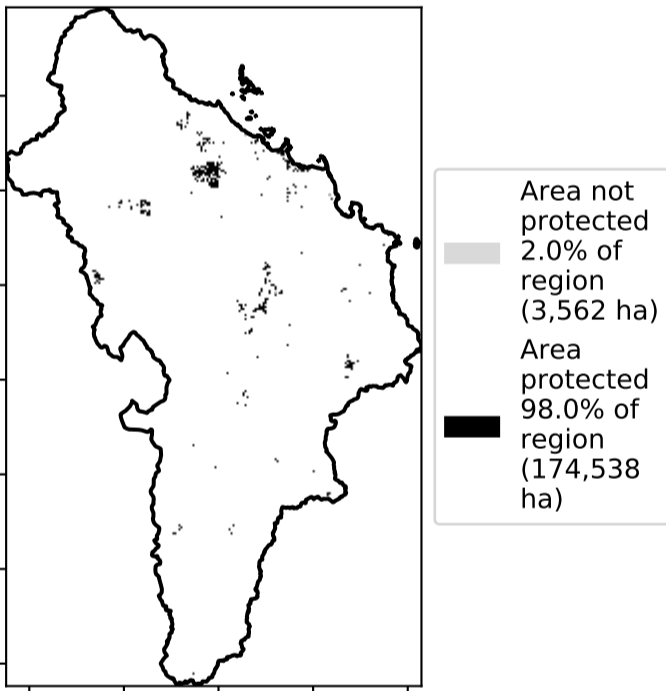 Area not
protected
2.0% of
region
(3,562 ha)
Area
protected
98.0% of
region
(174,538
ha)